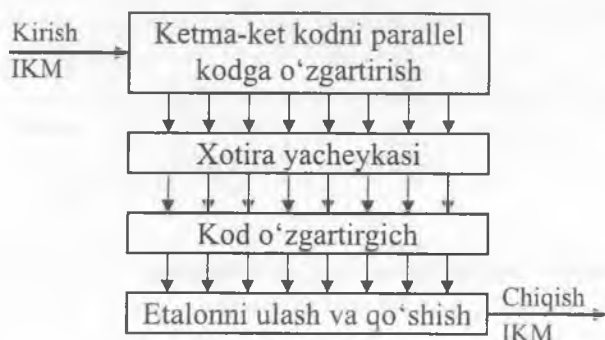 Kirish
IKM
Ketma-ket kodni parallel
kodga o‘zgartirish
Xotira yacheykasi
Kod o‘zgartirgich
Etalonni ulash va qo‘shish
Chiqish
IKM